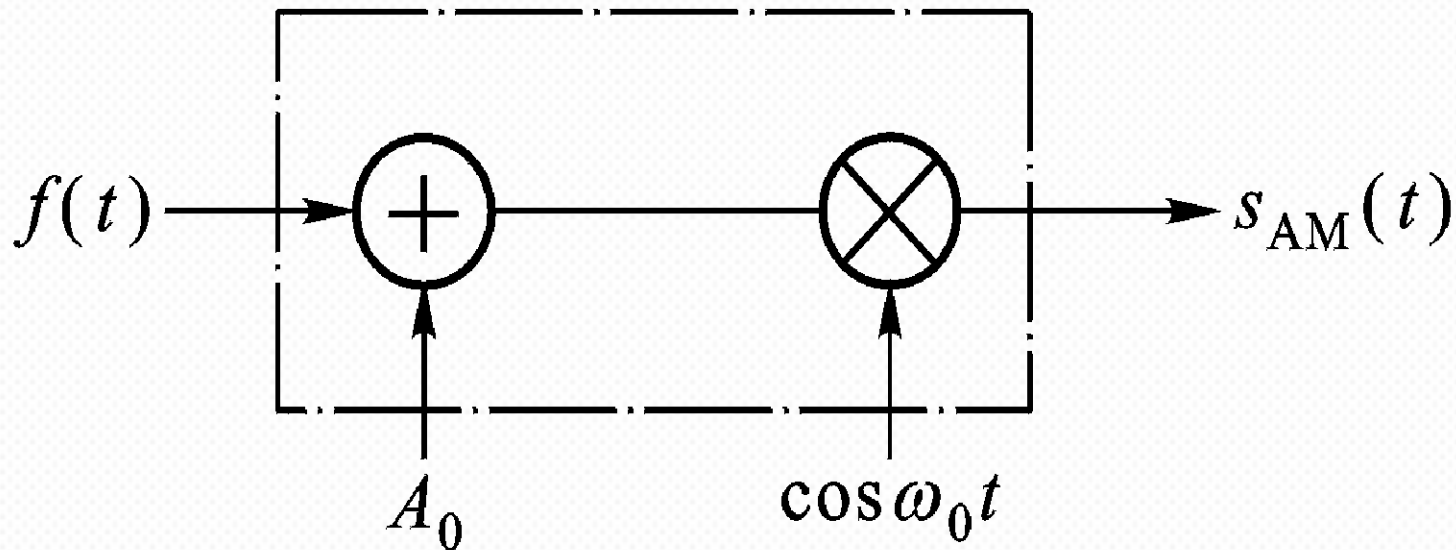 f(t)
s_AM(t)
A_0
cos ω_0 t